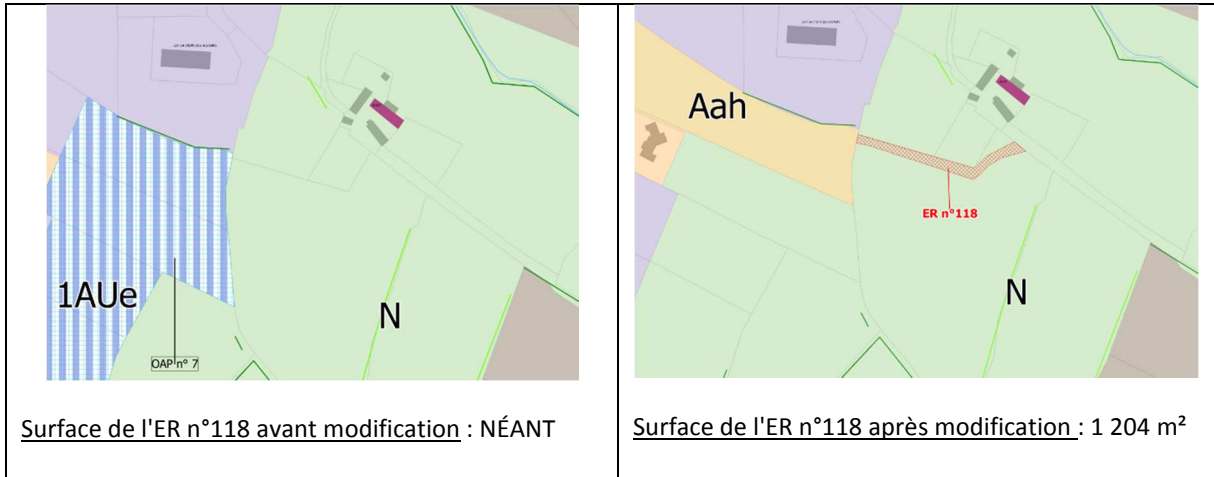 1AUe
OAP n° 7
N
Surface de l'ER n°118 avant modification : NÉANT
Aah
ER n°118
N
Surface de l'ER n°118 après modification : 1 204 m²